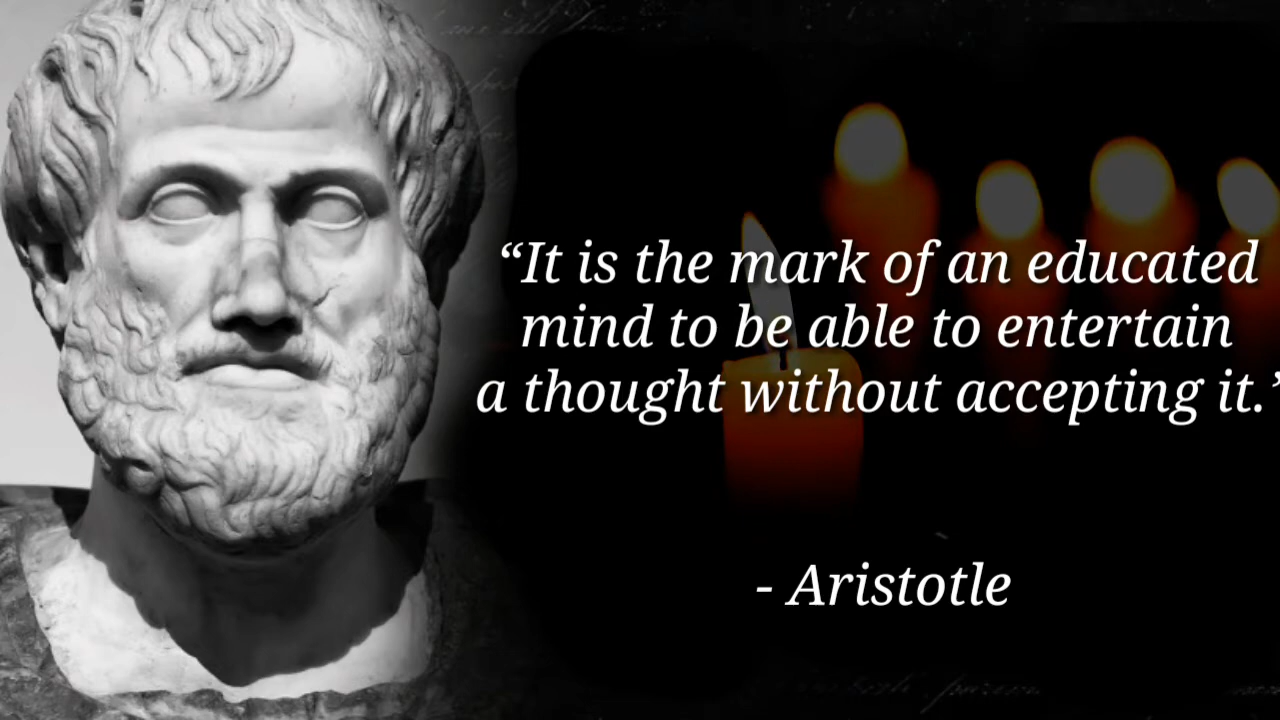 “It is the mark of an educated
mind to be able to entertain
a thought without accepting it.”
- Aristotle